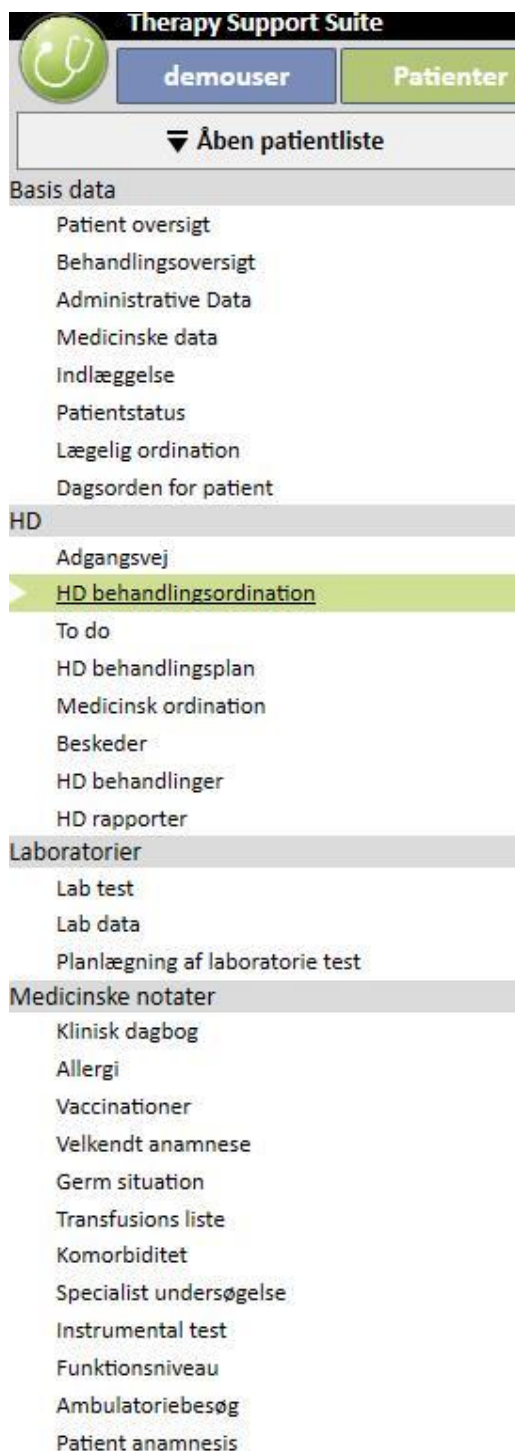 Therapy Support Suite
demouser
Patienter
Åben patientliste
Basis data
Patient oversigt
Behandlingsoversigt
Administrative Data
Medicinske data
Indlæggelse
Patientstatus
Lægelig ordination
Dagsorden for patient
HD
Adgangsvej
HD behandlingsordination
To do
HD behandlingsplan
Medicinsk ordination
Beskeder
HD behandlinger
HD rapporter
Laboratorier
Lab test
Lab data
Planlægning af laboratorie test
Medicinske notater
Klinisk dagbog
Allergi
Vaccinationer
Velkendt anamnese
Germ situation
Transfusions liste
Komorbiditet
Specialist undersøgelse
Instrumental test
Funktionsniveau
Ambulatoriebesøg
Patient anamnesis